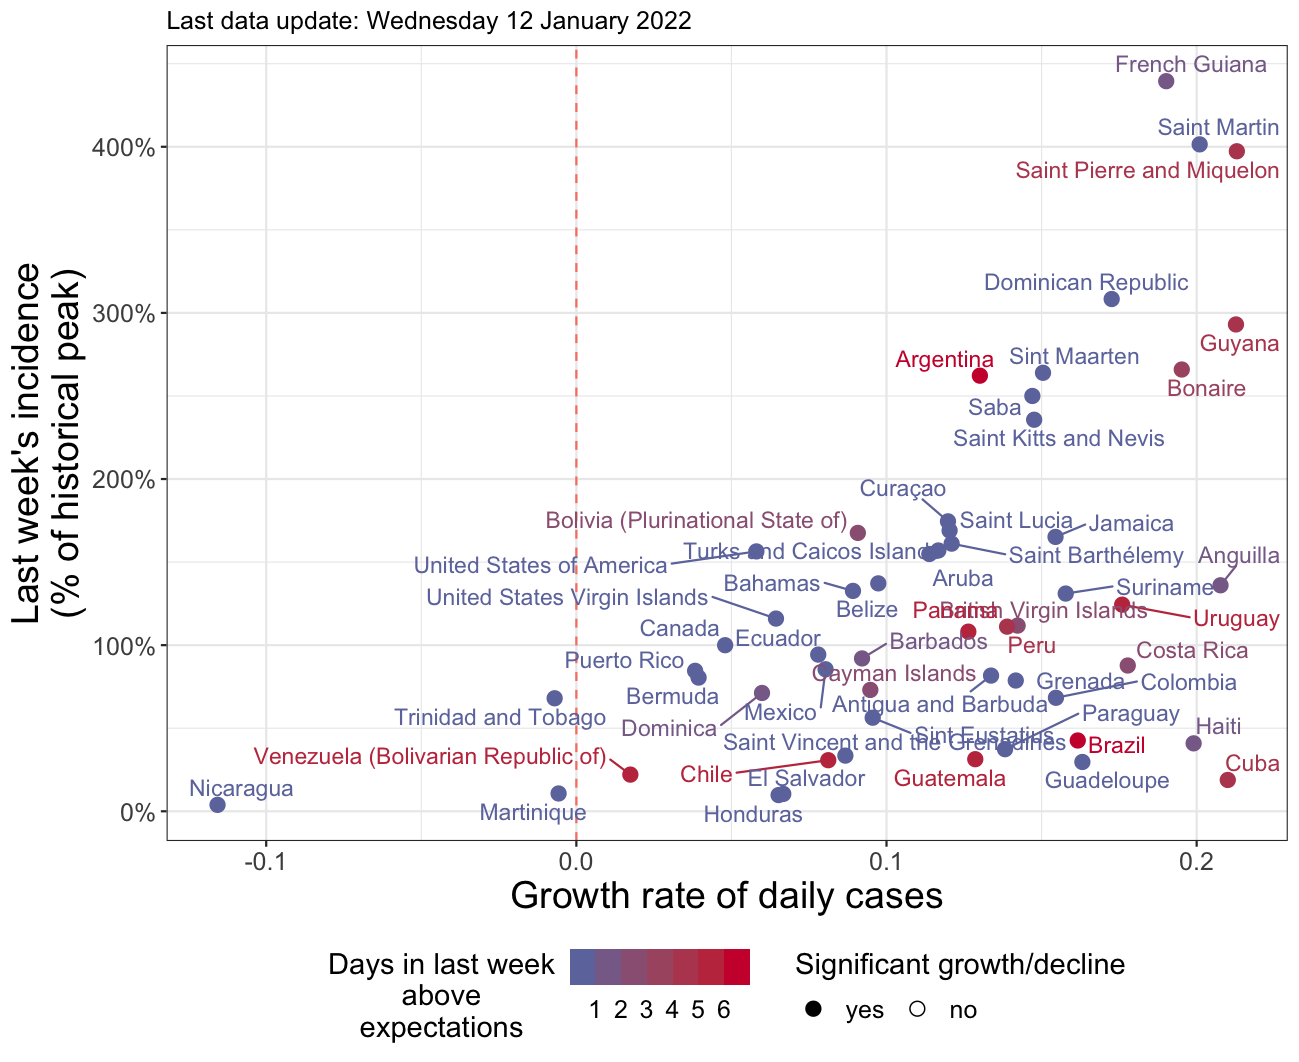 Last data update: Wednesday 12 January 2022
Last week's incidence
(% of historical peak)
400%
300%
200%
100%
0%
French Guiana
Saint Martin
Saint Pierre and Miquelon
Dominican Republic
Guyana
Argentina
Sint Maarten
Bonaire
Saba
Saint Kitts and Nevis
Curaçao
Bolivia (Plurinational State of)
Saint Lucia
Jamaica
Turks and Caicos Islands
Saint Barthélemy
Anguilla
United States of America
Aruba
Bahamas
Suriname
United States Virgin Islands
Belize
Panama
British Virgin Islands
Uruguay
Canada
Ecuador
Barbados
Peru
Costa Rica
Puerto Rico
Cayman Islands
Grenada
Colombia
Bermuda
Antigua and Barbuda
Mexico
Paraguay
Trinidad and Tobago
Dominica
Haiti
Sint Eustatius
Saint Vincent and the Grenadines
Brazil
Venezuela (Bolivarian Republic of)
Cuba
Chile
El Salvador
Guatemala
Guadeloupe
Nicaragua
Martinique
Honduras
-0.1
0.0
0.1
0.2
Growth rate of daily cases
Days in last week
above
expectations
1 2 3 4 5 6
Significant growth/decline
yes no